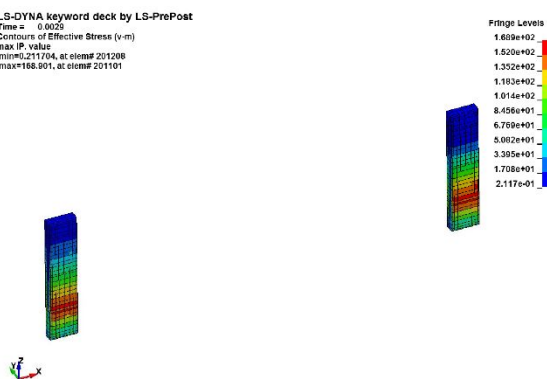 LS-DYNA keyword deck by LS-PrePost
Time = 0.0029
Contours of Effective Stress (v-m)
max IP. value
min=0.211704, at elem# 201208
max=168.901, at elem# 201101
Fringe Levels
1.689e+02
1.520e+02
1.352e+02
1.183e+02
1.014e+02
8.456e+01
6.769e+01
5.082e+01
3.395e+01
1.708e+01
2.117e-01
Z
Y
X